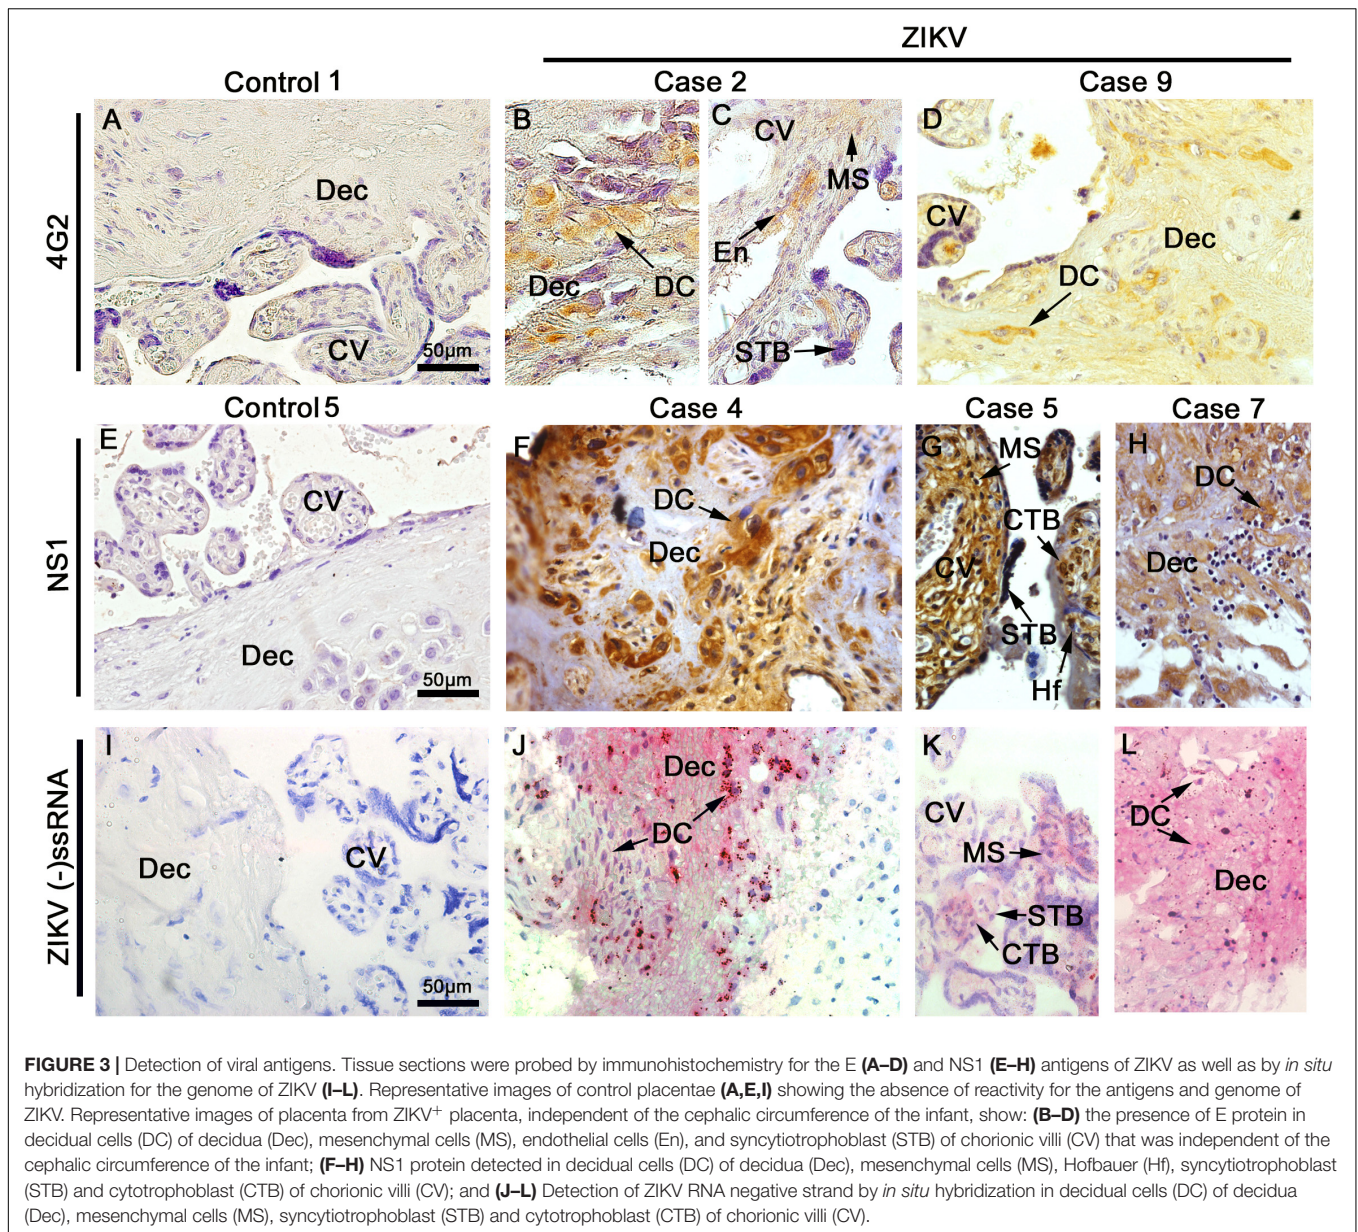 ZIKV
Control 1
Case 2
Case 9
4G2
A
Dec
CV
50µm
B
DC
Dec
C
CV
MS
En
STB
D
CV
Dec
DC
Control 5
Case 4
Case 5
Case 7
NS1
E
CV
Dec
50µm
F
DC
Dec
G
MS
CTB
CV
STB
Hf
H
DC
Dec
ZIKV (-)ssRNA
I
Dec
CV
50µm
J
Dec
DC
K
CV
MS
STB
CTB
L
DC
Dec
FIGURE 3 | Detection of viral antigens. Tissue sections were probed by immunohistochemistry for the E (A–D) and NS1 (E–H) antigens of ZIKV as well as by in situ
hybridization for the genome of ZIKV (I–L). Representative images of control placentae (A,E,I) showing the absence of reactivity for the antigens and genome of
ZIKV. Representative images of placenta from ZIKV⁺ placenta, independent of the cephalic circumference of the infant, show: (B–D) the presence of E protein in
decidual cells (DC) of decidua (Dec), mesenchymal cells (MS), endothelial cells (En), and syncytiotrophoblast (STB) of chorionic villi (CV) that was independent of the
cephalic circumference of the infant; (F–H) NS1 protein detected in decidual cells (DC) of decidua (Dec), mesenchymal cells (MS), Hofbauer (Hf), syncytiotrophoblast
(STB) and cytotrophoblast (CTB) of chorionic villi (CV); and (J–L) Detection of ZIKV RNA negative strand by in situ hybridization in decidual cells (DC) of decidua
(Dec), mesenchymal cells (MS), syncytiotrophoblast (STB) and cytotrophoblast (CTB) of chorionic villi (CV).